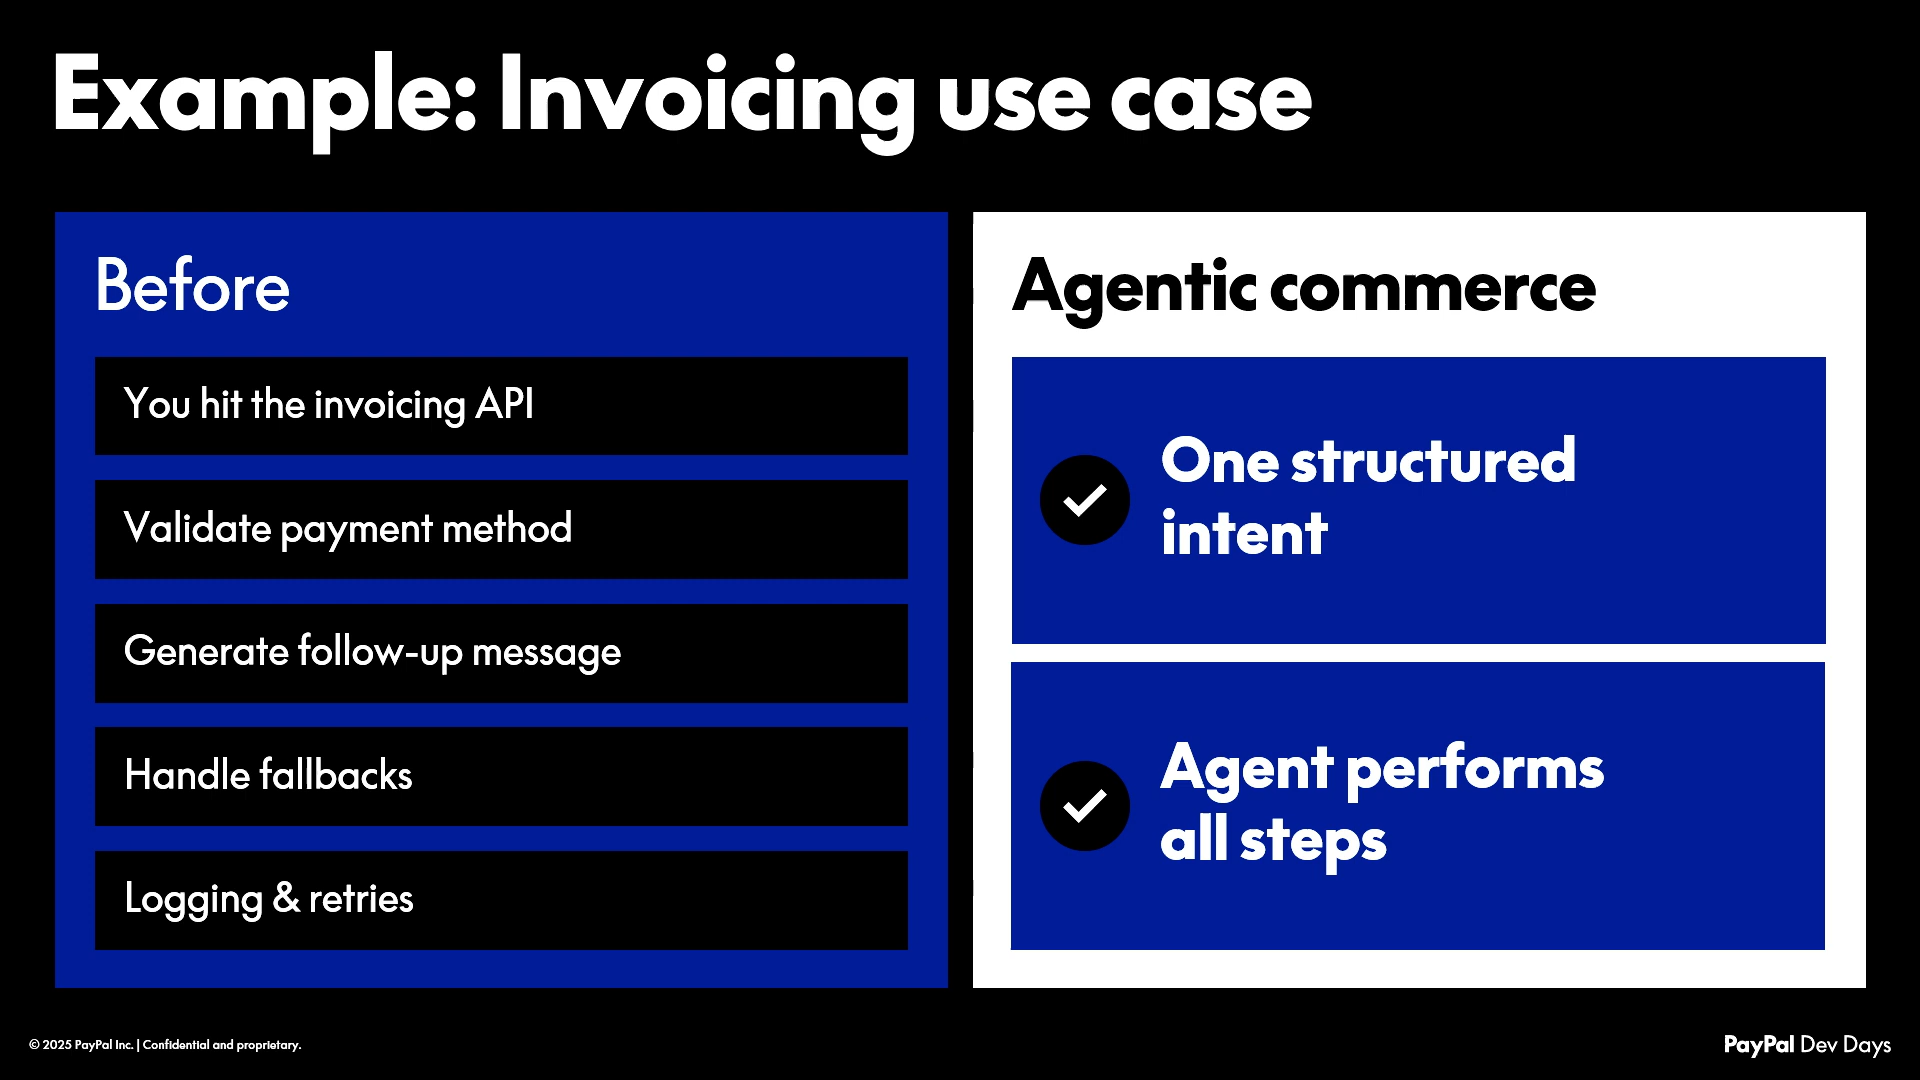 Example: Invoicing use case
Before
You hit the invoicing API
Validate payment method
Generate follow-up message
Handle fallbacks
Logging & retries
Agentic commerce
One structured
intent
Agent performs
all steps
© 2025 PayPal Inc. | Confidential and proprietary.
PayPal Dev Days